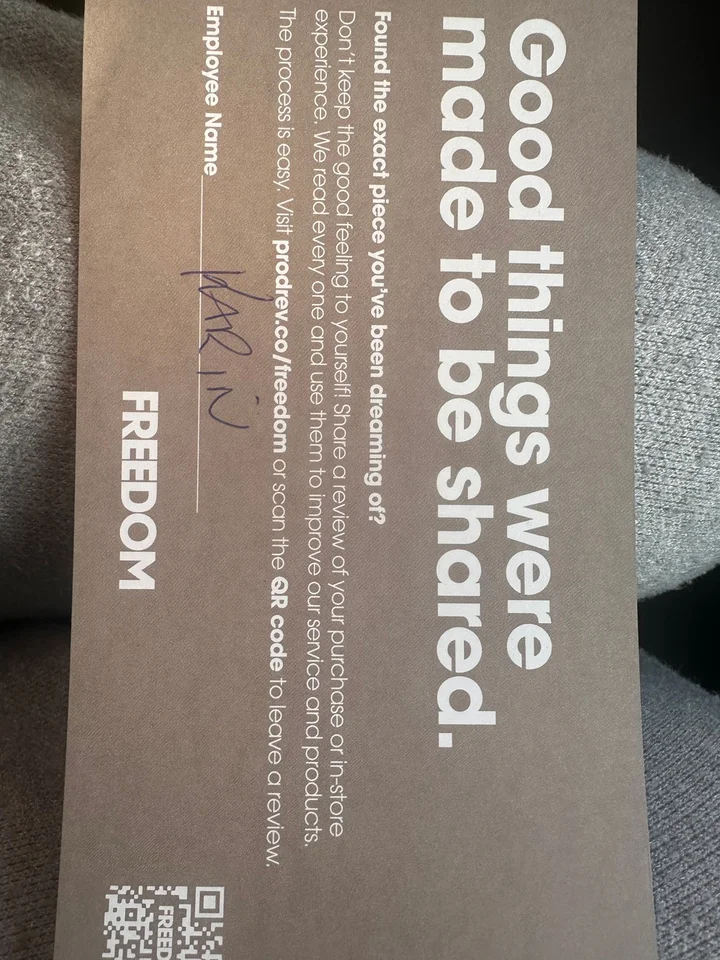 Good things were
made to be shared.
Found the exact piece you've been dreaming of?
Don't keep the good feeling to yourself! Share a review of your purchase or in-store
experience. We read every one and use them to improve our service and products.
The process is easy. Visit prodrev.co/freedom or scan the QR code to leave a review.
Employee Name KARIN
FREEDOM
FREED